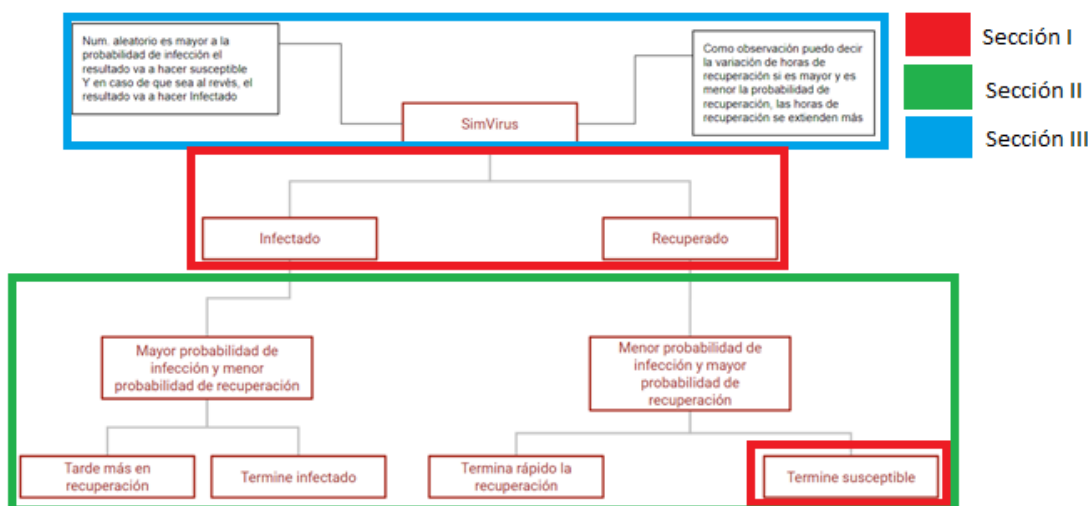 Num. aleatorio es mayor a la
probabilidad de infección el
resultado va a hacer susceptible
Y en caso de que sea al revés, el
resultado va a hacer Infectado
Como observación puedo decir
la variación de horas de
recuperación si es mayor y es
menor la probabilidad de
recuperación, las horas de
recuperación se extienden más
SimVirus
Sección I
Sección II
Sección III
Infectado
Recuperado
Mayor probabilidad de
infección y menor
probabilidad de recuperación
Menor probabilidad de
infección y mayor
probabilidad de
recuperación
Tarde más en
recuperación
Termine infectado
Termina rápido la
recuperación
Termine susceptible